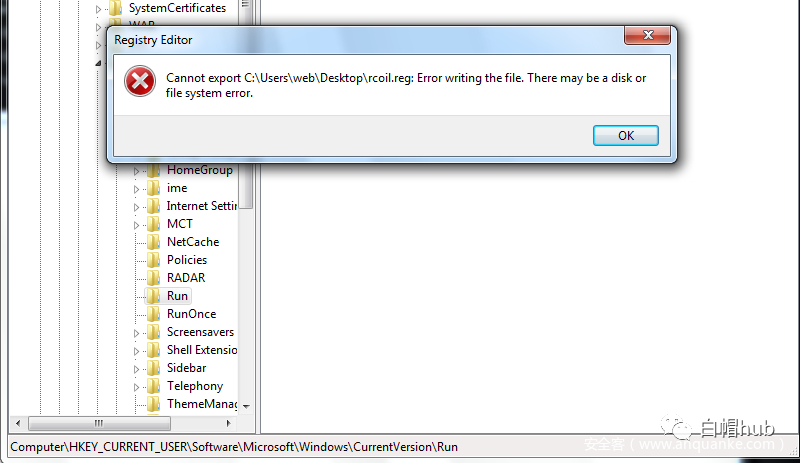 SystemCertificates
WAB
Registry Editor
Cannot export C:\Users\web\Desktop\rcoil.reg: Error writing the file. There may be a disk or
file system error.
OK
HomeGroup
ime
Internet Settin
MCT
NetCache
Policies
RADAR
Run
RunOnce
Screensavers
Shell Extensio
Sidebar
Telephony
ThemeManag
白帽hub
安全客（www.anquanke.com）
Computer\HKEY_CURRENT_USER\Software\Microsoft\Windows\CurrentVersion\Run